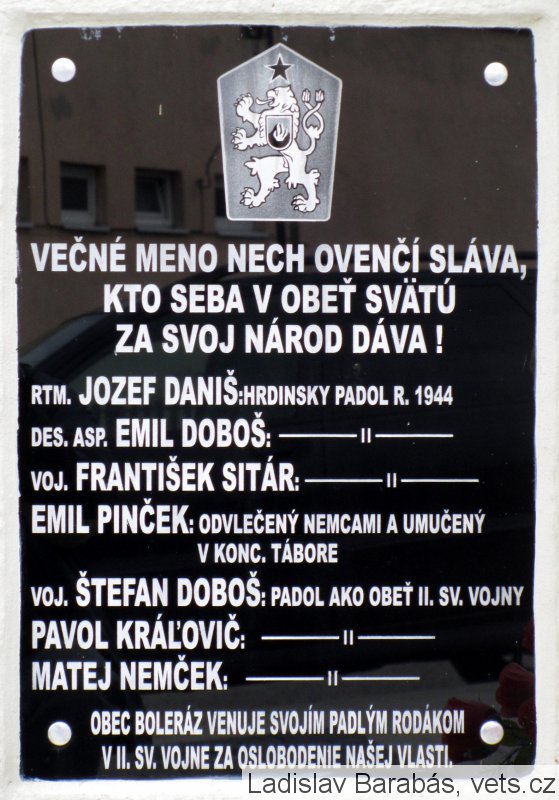 VEČNÉ MENO NECH OVENČÍ SLÁVA,
KTO SEBA V OBEŤ SVÄTÚ
ZA SVOJ NÁROD DÁVA !
RTM. JOZEF DANIŠ: HRDINSKY PADOL R. 1944
DES. ASP. EMIL DOBOŠ: ———— II ————
VOJ. FRANTIŠEK SITÁR: ———— II ————
EMIL PINČEK: ODVLEČENÝ NEMCAMI A UMUČENÝ
V KONC. TÁBORE
VOJ. ŠTEFAN DOBOŠ: PADOL AKO OBEŤ II. SV. VOJNY
PAVOL KRÁĽOVIČ: ———— II ————
MATEJ NEMČEK: ———— II ————
OBEC BOLERÁZ VENUJE SVOJÍM PADLÝM RODÁKOM
V II. SV. VOJNE ZA OSLOBODENIE NAŠEJ VLASTI.
Ladislav Barabás, vets.cz